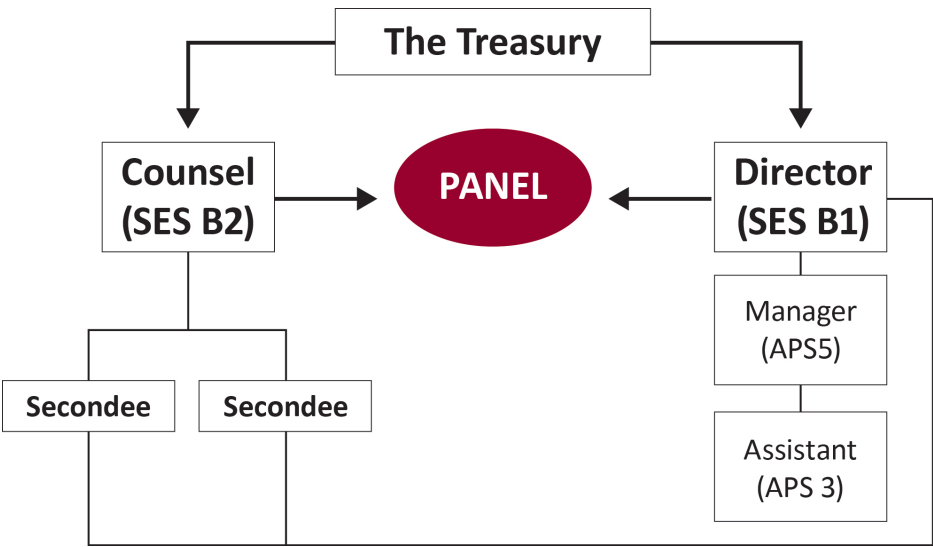 The Treasury
Counsel
(SES B2)
PANEL
Director
(SES B1)
Manager
(APS5)
Secondee
Secondee
Assistant
(APS 3)